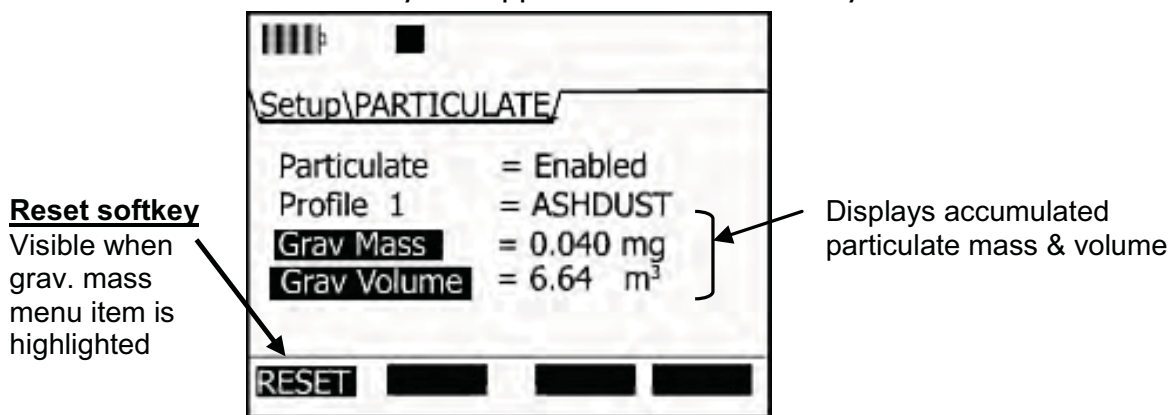 Setup\PARTICULATE/
Particulate = Enabled
Profile 1 = ASHDUST
Grav Mass = 0.040 mg
Grav Volume = 6.64 m³
RESET
Reset softkey
Visible when
grav. mass
menu item is
highlighted
Displays accumulated
particulate mass & volume